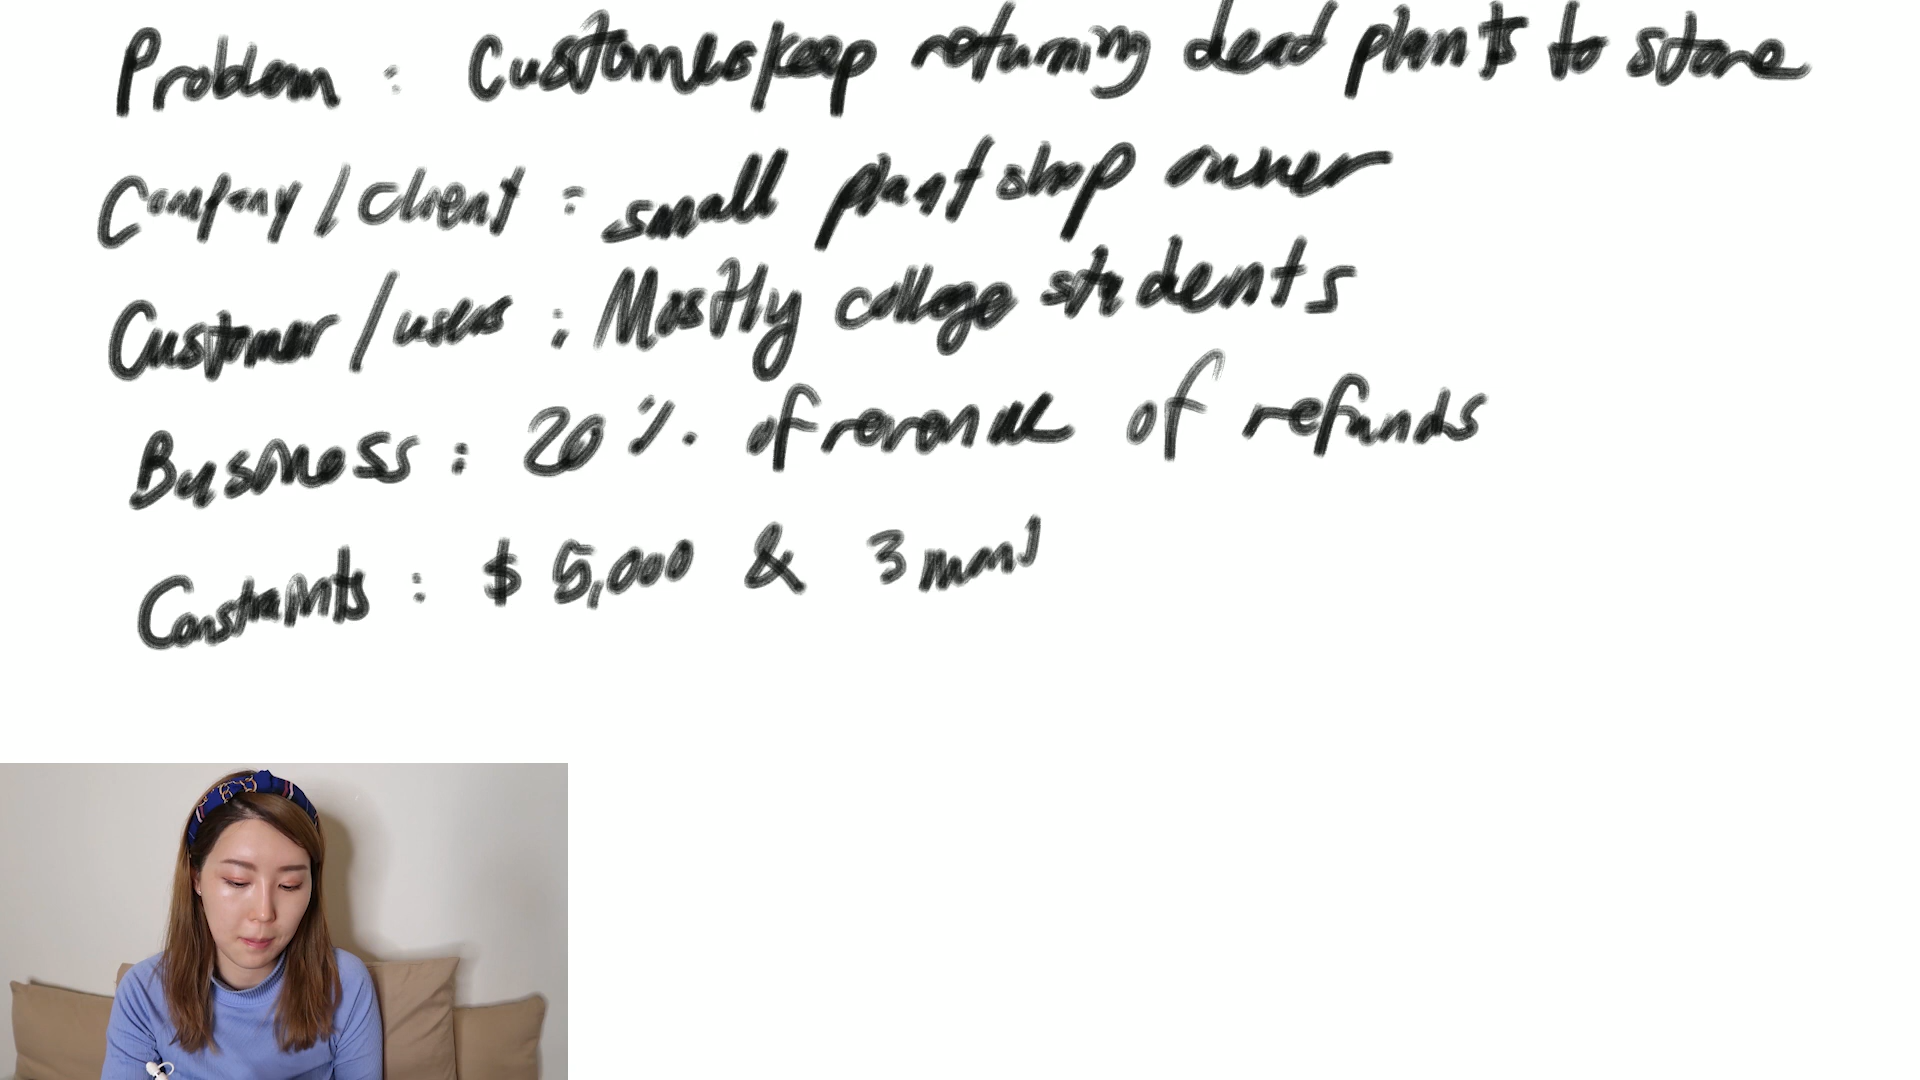 Problem : Customers keep returning dead plants to store
Company / client : small plant shop owner
Customer / users : Mostly college students
Business : 20% of revenue of refunds
Constraints : $5,000 & 3